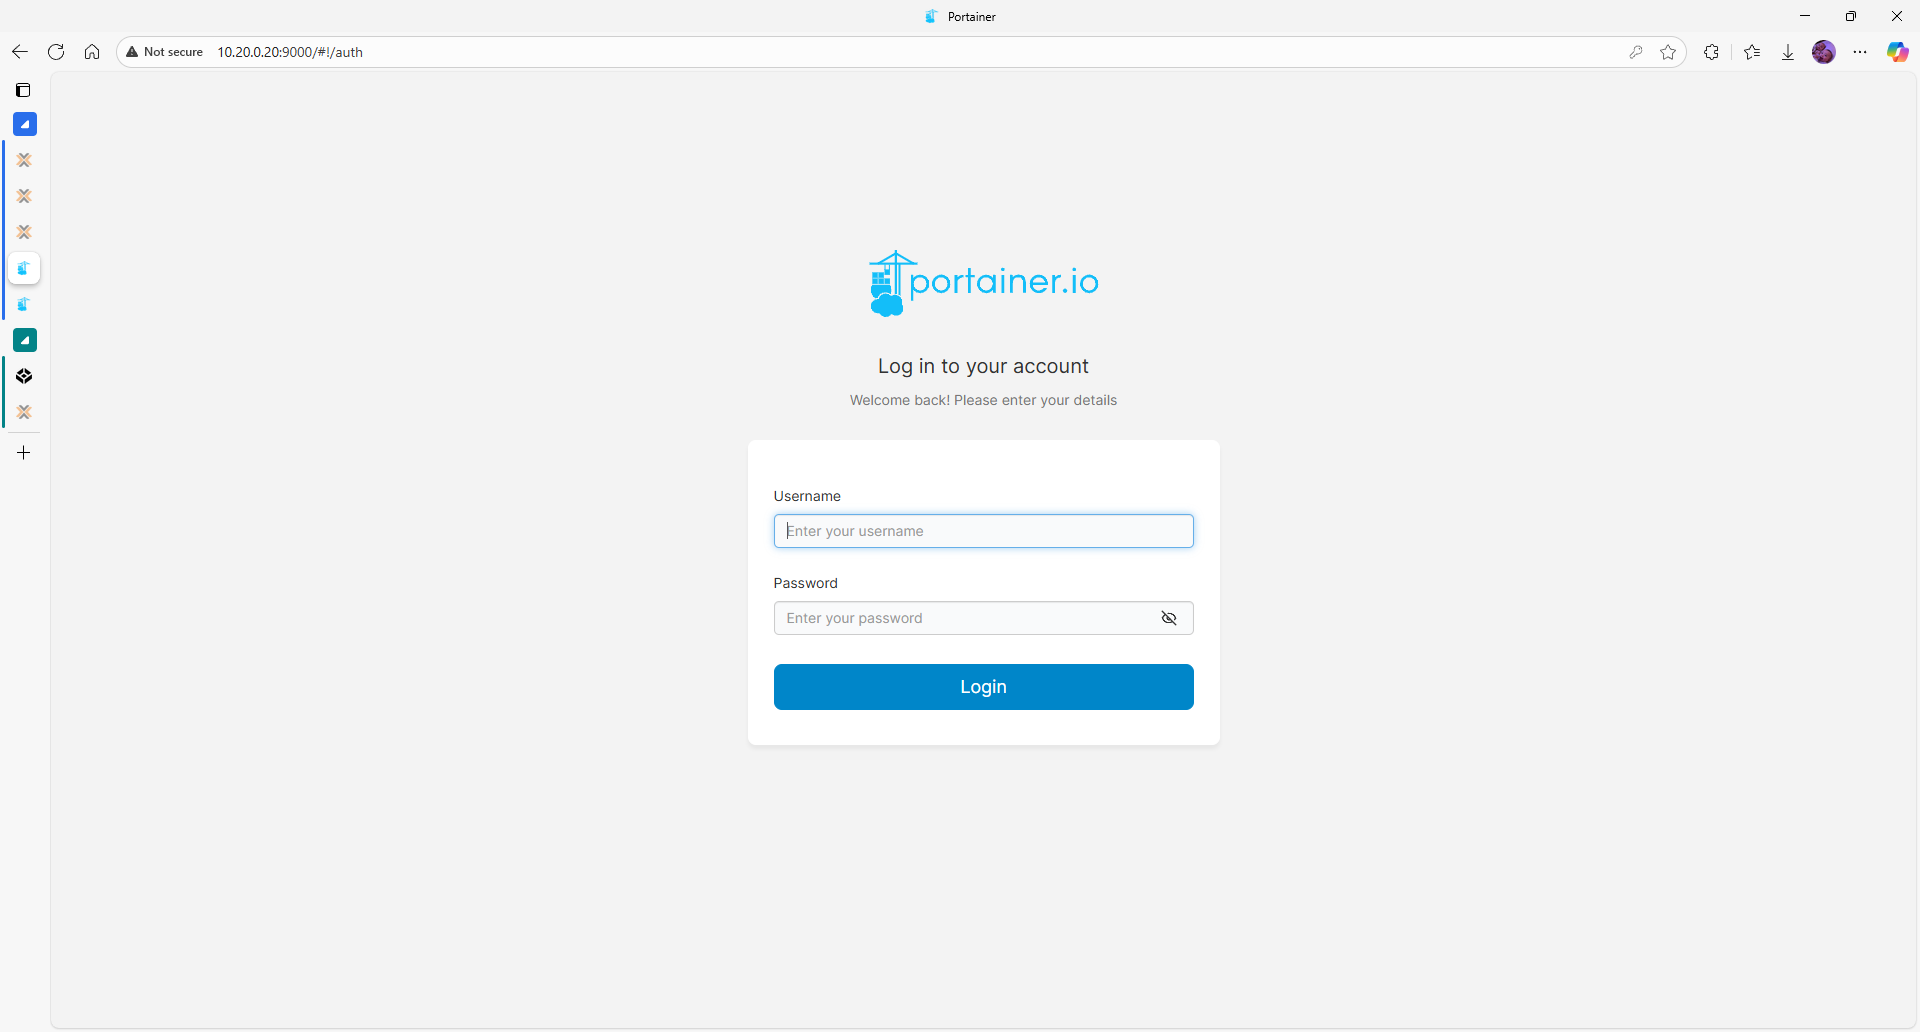 Portainer
Not secure 10.20.0.20:9000/#!/auth
portainer.io
Log in to your account
Welcome back! Please enter your details
Username
Enter your username
Password
Enter your password
Login